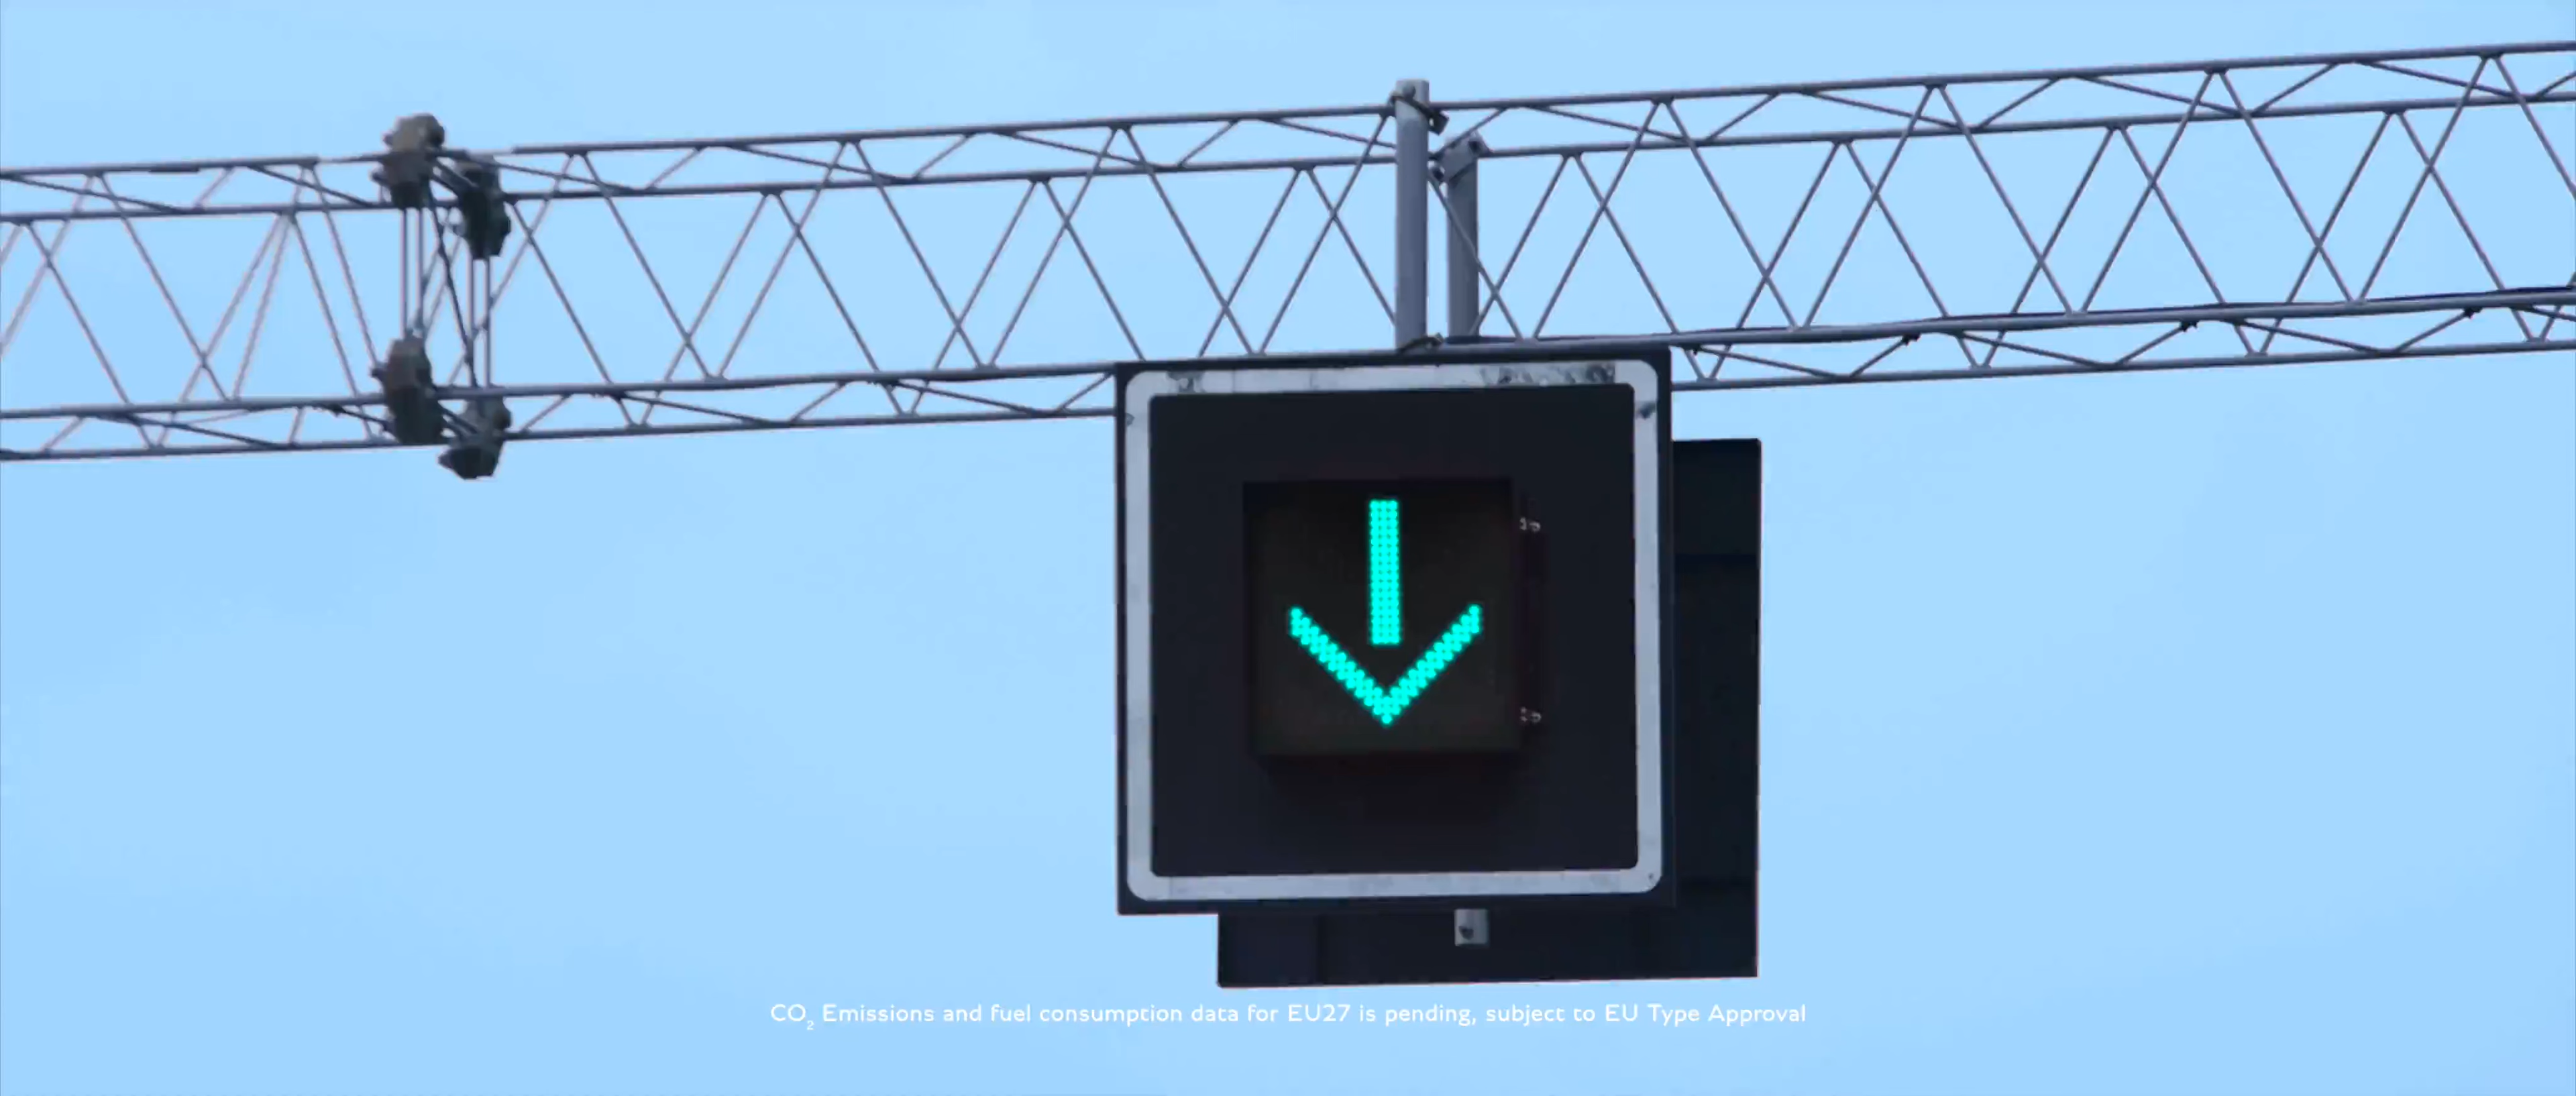 CO₂ Emissions and fuel consumption data for EU27 is pending, subject to EU Type Approval